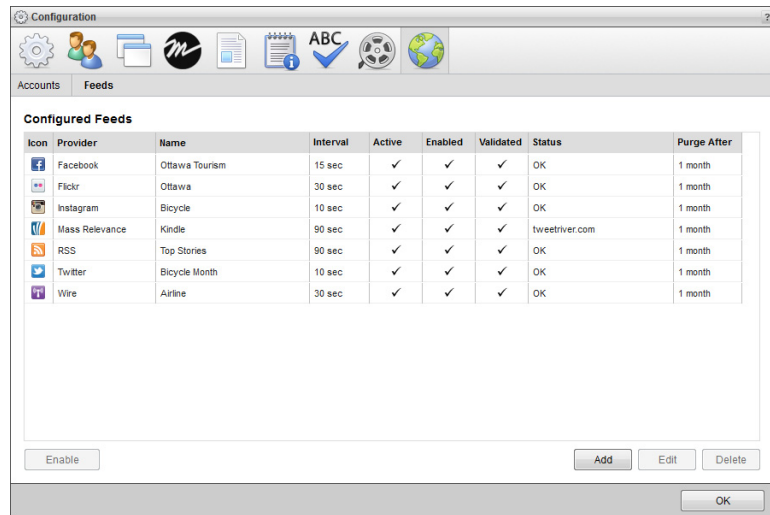 Configuration ?
ABC
Accounts Feeds
Configured Feeds
Icon Provider Name Interval Active Enabled Validated Status Purge After
Facebook Ottawa Tourism 15 sec ✓ ✓ ✓ OK 1 month
Flickr Ottawa 30 sec ✓ ✓ ✓ OK 1 month
Instagram Bicycle 10 sec ✓ ✓ ✓ OK 1 month
Mass Relevance Kindle 90 sec ✓ ✓ ✓ tweetriver.com 1 month
RSS Top Stories 90 sec ✓ ✓ ✓ OK 1 month
Twitter Bicycle Month 10 sec ✓ ✓ ✓ OK 1 month
Wire Airline 30 sec ✓ ✓ ✓ OK 1 month
Enable Add Edit Delete
OK